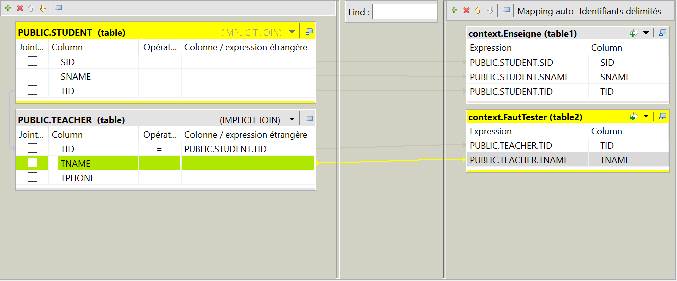 Find :
Mapping auto Identifiants délimités
PUBLIC.STUDENT (table) (IMPLICIT JOIN)
Joint... Column Opérat... Colonne / expression étrangère
SID
SNAME
TID
PUBLIC.TEACHER (table) (IMPLICIT JOIN)
Joint... Column Opérat... Colonne / expression étrangère
TID = PUBLIC.STUDENT.TID
TNAME
TPHONE
context.Enseigne (table1)
Expression Column
PUBLIC.STUDENT.SID SID
PUBLIC.STUDENT.SNAME SNAME
PUBLIC.STUDENT.TID TID
context.FautTester (table2)
Expression Column
PUBLIC.TEACHER.TID TID
PUBLIC.TEACHER.TNAME TNAME